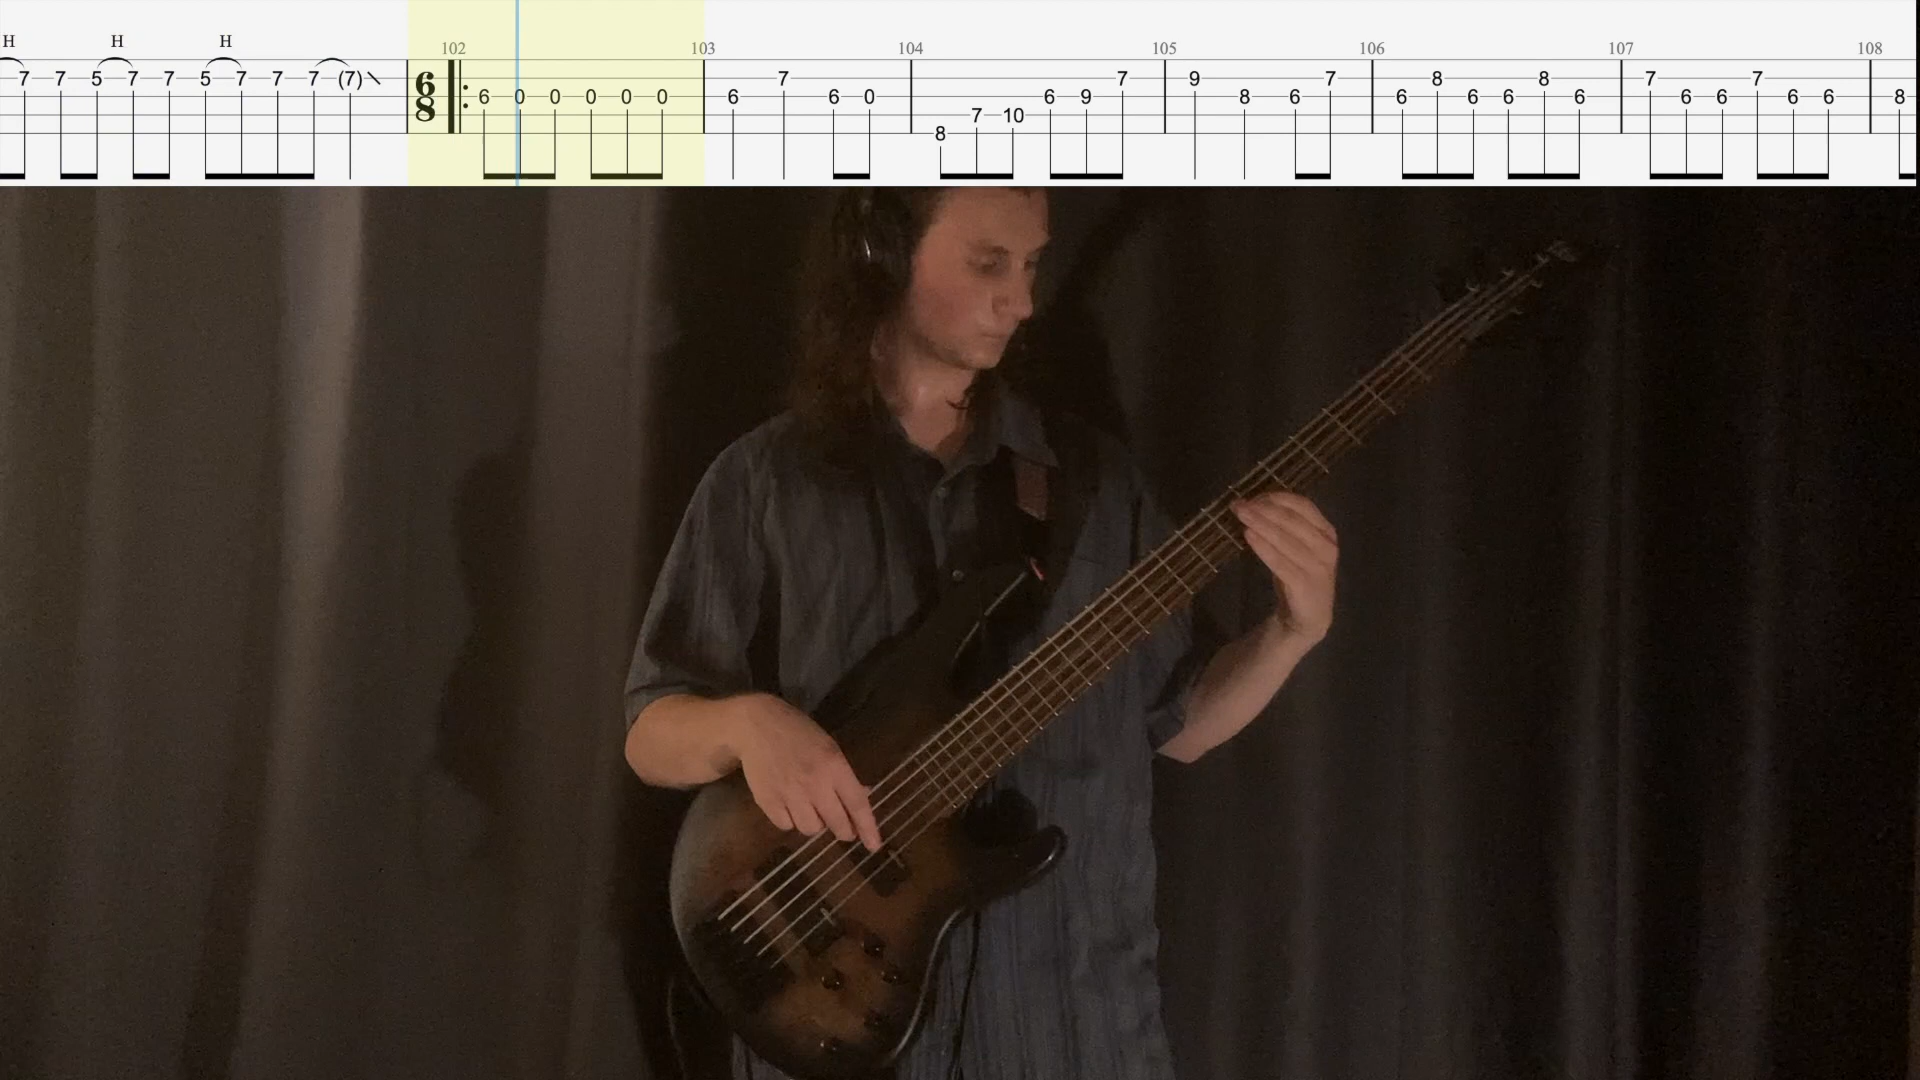 H H H
102 103 104 105 106 107 108
7 7 5 7 7 5 7 7 7 (7) 7 7 9 7 8 8 7 7
6 8 6 0 0 0 0 0 6 6 0 6 9 8 6 6 6 6 6 6 6 6 6 8
7 10
8